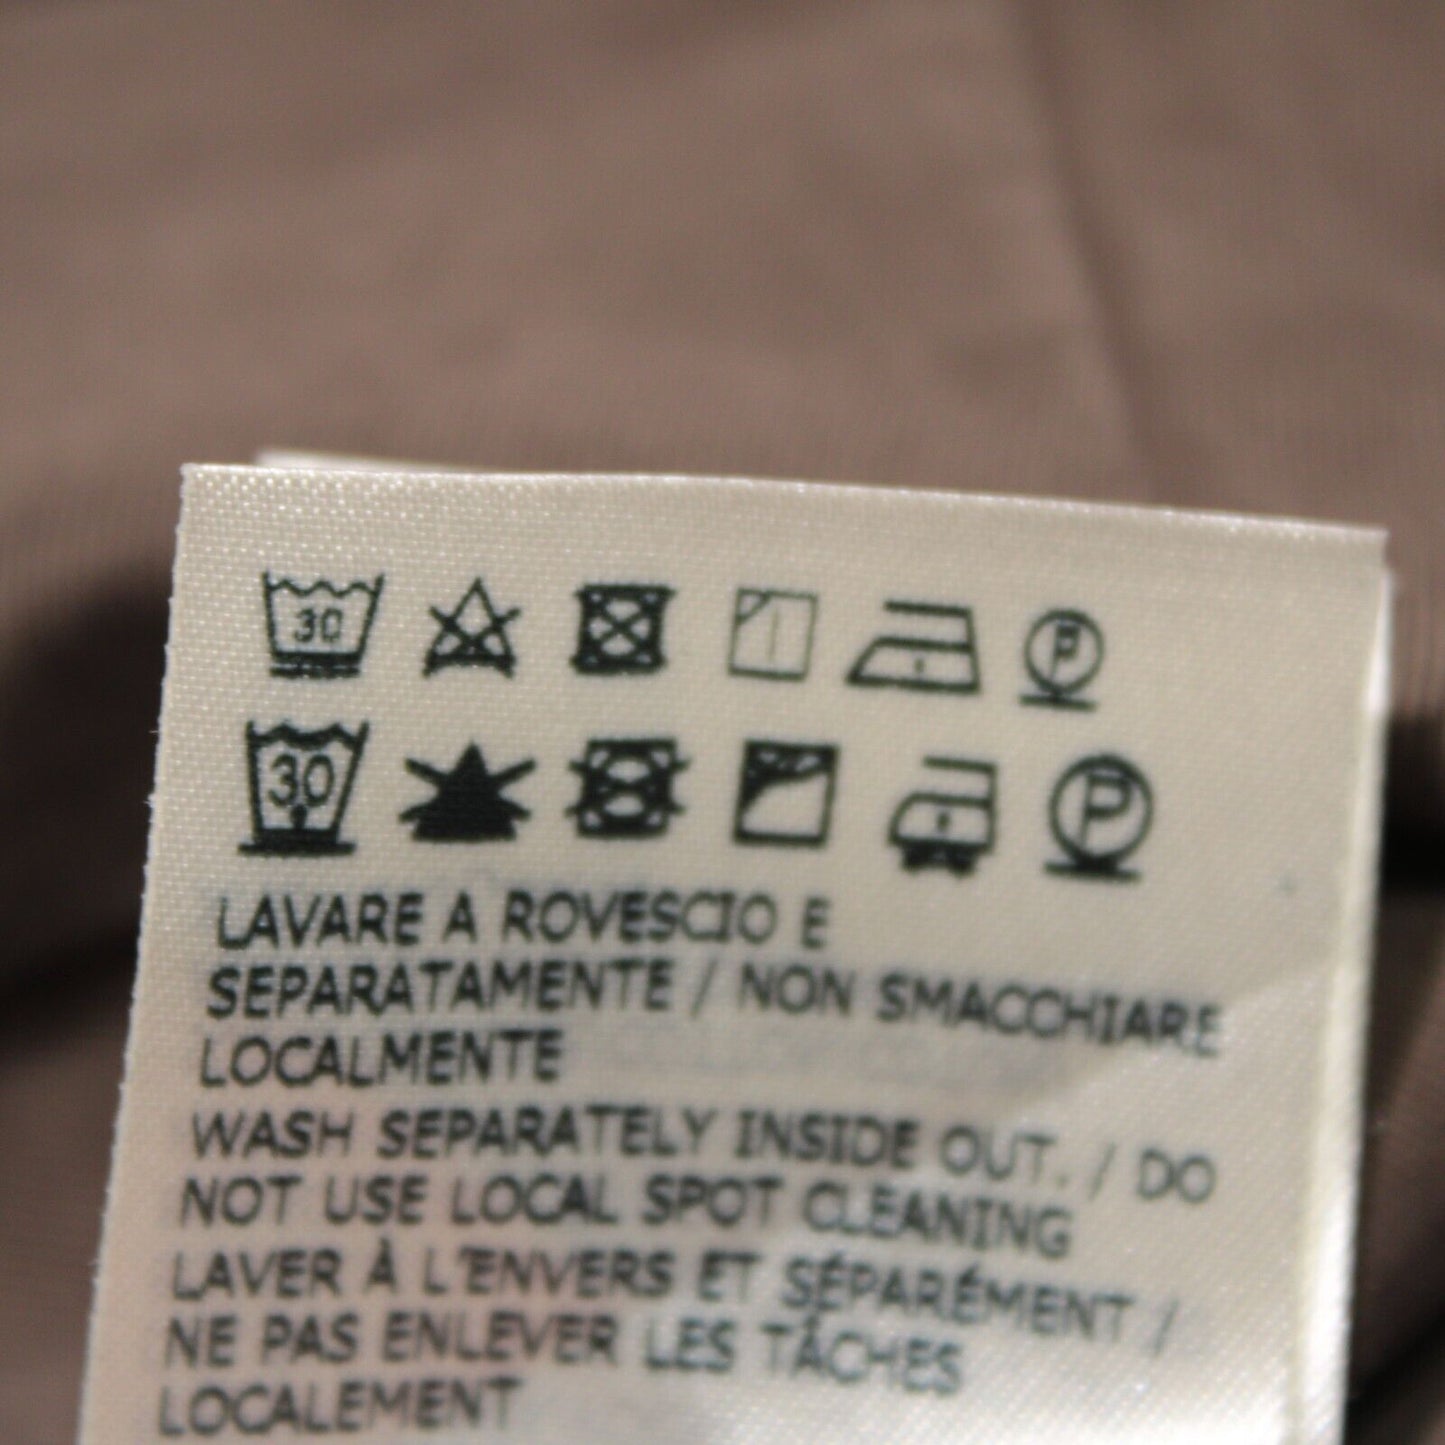 30 P
30 P
LAVARE A ROVESCIO E
SEPARATAMENTE / NON SMACCHIARE
LOCALMENTE
WASH SEPARATELY INSIDE OUT. / DO
NOT USE LOCAL SPOT CLEANING
LAVER À L'ENVERS ET SÉPARÉMENT /
NE PAS ENLEVER LES TÂCHES
LOCALEMENT